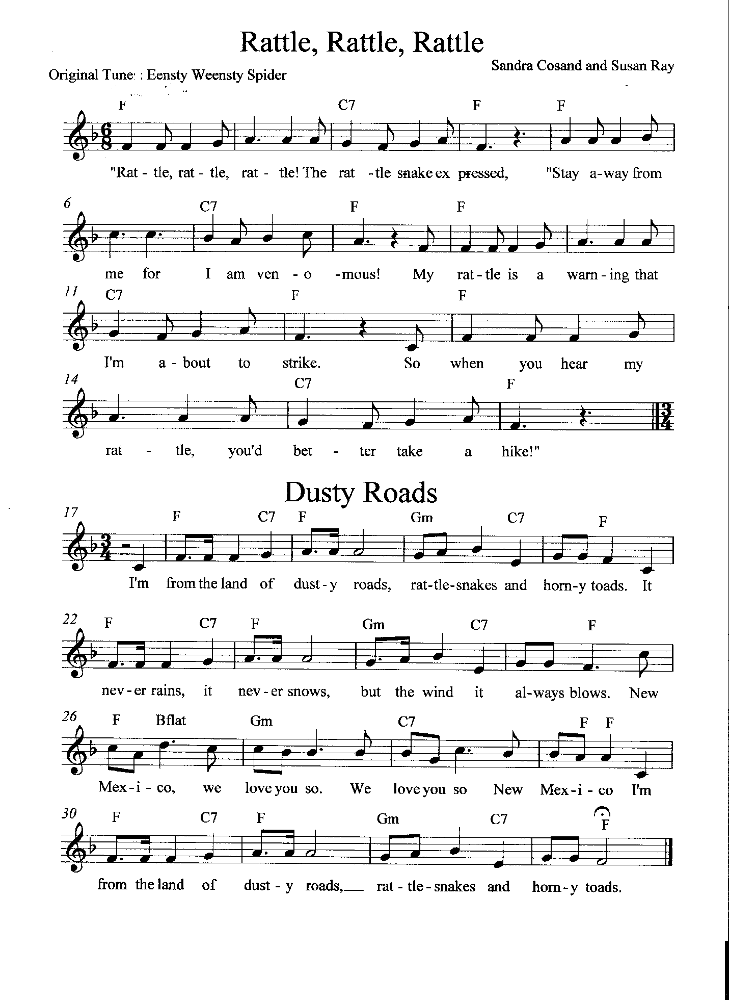 Rattle, Rattle, Rattle
Sandra Cosand and Susan Ray
Original Tune : Eensty Weensty Spider
F C7 F F
6 8
"Rat - tle, rat - tle, rat - tle! The rat -tle snake ex pressed, "Stay a-way from
6
C7 F F
me for I am ven - o -mous! My rat - tle is a warn - ing that
11
C7 F F
I'm a - bout to strike. So when you hear my
14
C7 F
3 4
rat - tle, you'd bet - ter take a hike!"
Dusty Roads
17
F C7 F Gm C7 F
3 4
I'm from the land of dust - y roads, rat-tle-snakes and horn-y toads. It
22
F C7 F Gm C7 F
nev - er rains, it nev - er snows, but the wind it al-ways blows. New
26
F Bflat Gm C7 F F
Mex - i - co, we love you so. We love you so New Mex - i - co I'm
30
F C7 F Gm C7 F
from the land of dust - y roads, rat - tle - snakes and horn - y toads.